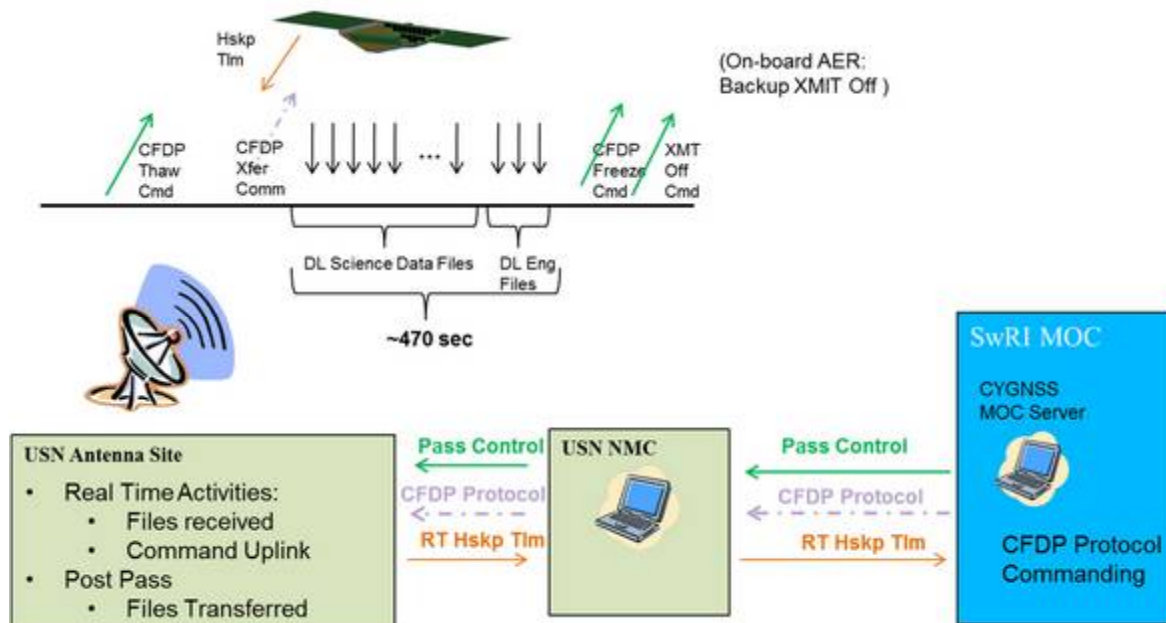 Hskp
Tlm
(On-board AER:
Backup XMIT Off )
CFDP
Thaw
Cmd
CFDP
Xfer
Comm
...
CFDP
Freeze
Cmd
XMT
Off
Cmd
DL Science Data Files
DL Eng
Files
~470 sec
SwRI MOC
CYGNSS
MOC Server
CFDP Protocol
Commanding
USN Antenna Site
• Real Time Activities:
• Files received
• Command Uplink
• Post Pass
• Files Transferred
Pass Control
CFDP Protocol
RT Hskp Tlm
USN NMC
Pass Control
CFDP Protocol
RT Hskp Tlm